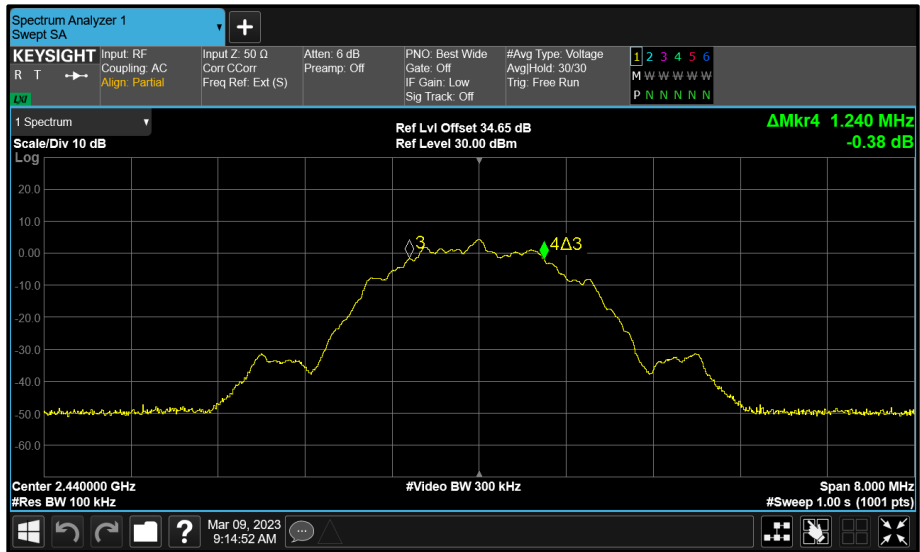 Spectrum Analyzer 1
Swept SA
+
KEYSIGHT
R T
LXI
Input: RF
Coupling: AC
Align: Partial
Input Z: 50 Ω
Corr CCorr
Freq Ref: Ext (S)
Atten: 6 dB
Preamp: Off
PNO: Best Wide
Gate: Off
IF Gain: Low
Sig Track: Off
#Avg Type: Voltage
Avg|Hold: 30/30
Trig: Free Run
1 2 3 4 5 6
M W W W W W
P N N N N N
1 Spectrum
Scale/Div 10 dB
Ref Lvl Offset 34.65 dB
Ref Level 30.00 dBm
ΔMkr4 1.240 MHz
-0.38 dB
Log
20.0
10.0
0.00
-10.0
-20.0
-30.0
-40.0
-50.0
-60.0
3
4Δ3
Center 2.440000 GHz
#Video BW 300 kHz
Span 8.000 MHz
#Res BW 100 kHz
#Sweep 1.00 s (1001 pts)
?
Mar 09, 2023
9:14:52 AM